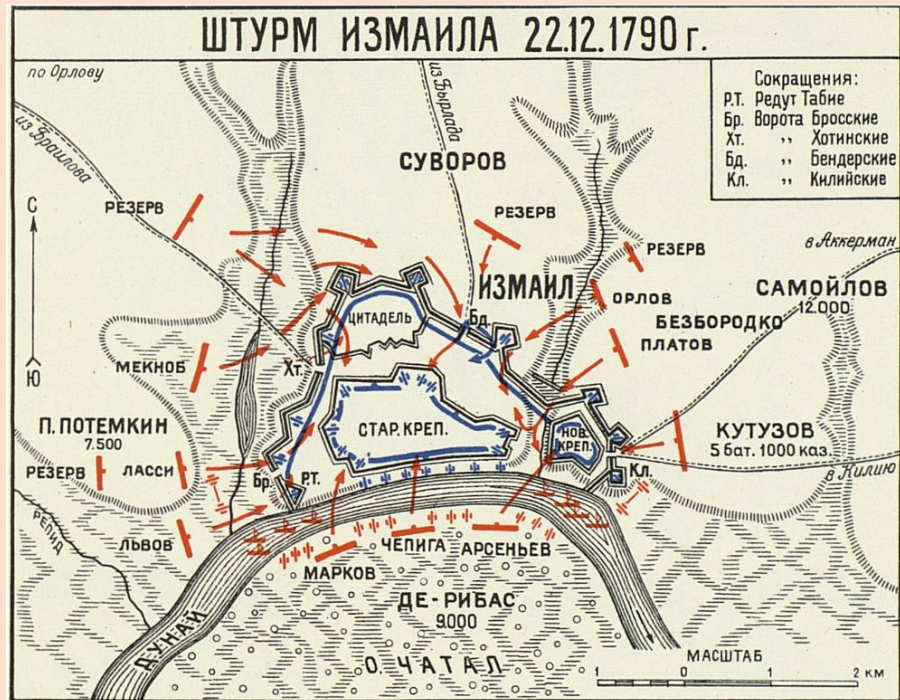 ШТУРМ ИЗМАИЛА 22.12.1790 г.
по Орлову
из Браилова
из Бырлада
Сокращения:
Р.Т. Редут Табие
Бр. Ворота Бросские
Хт. „ Хотинские
Бд. „ Бендерские
Кл. „ Килийские
СУВОРОВ
С
Ю
РЕЗЕРВ
РЕЗЕРВ
РЕЗЕРВ
в Аккерман
ИЗМАИЛ
САМОЙЛОВ
12.000
ОРЛОВ
БЕЗБОРОДКО
ПЛАТОВ
ЦИТАДЕЛЬ
Бд.
МЕКНОБ
Хт.
П. ПОТЕМКИН
7.500
СТАР. КРЕП.
НОВ.
КРЕП.
КУТУЗОВ
5 бат. 1000 каз.
РЕЗЕРВ
ЛАССИ
Бр.
Р.Т.
Кл.
в Килию
РЕПИД
ЛЬВОВ
МАРКОВ
ЧЕПИГА
АРСЕНЬЕВ
ДЕ-РИБАС
9.000
ДУНАЙ
О. ЧАТАЛ
МАСШТАБ
1 0 1 2 км